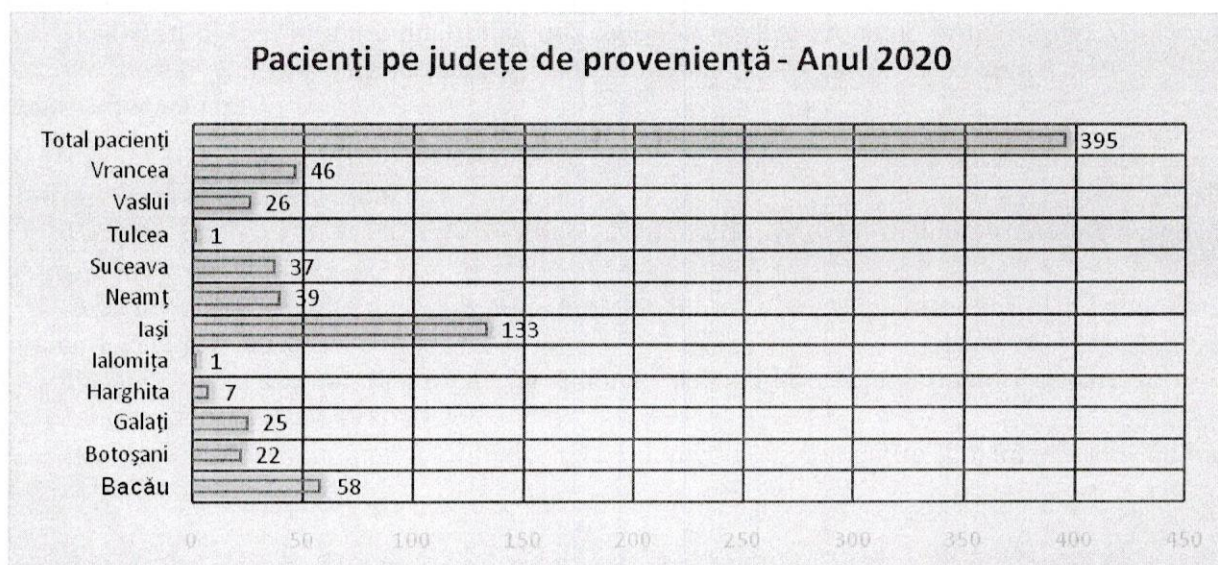 Pacienți pe județe de proveniență - Anul 2020
Total pacienți 395
Vrancea 46
Vaslui 26
Tulcea 1
Suceava 37
Neamț 39
Iași 133
Ialomița 1
Harghita 7
Galați 25
Botoșani 22
Bacău 58
0 50 100 150 200 250 300 350 400 450